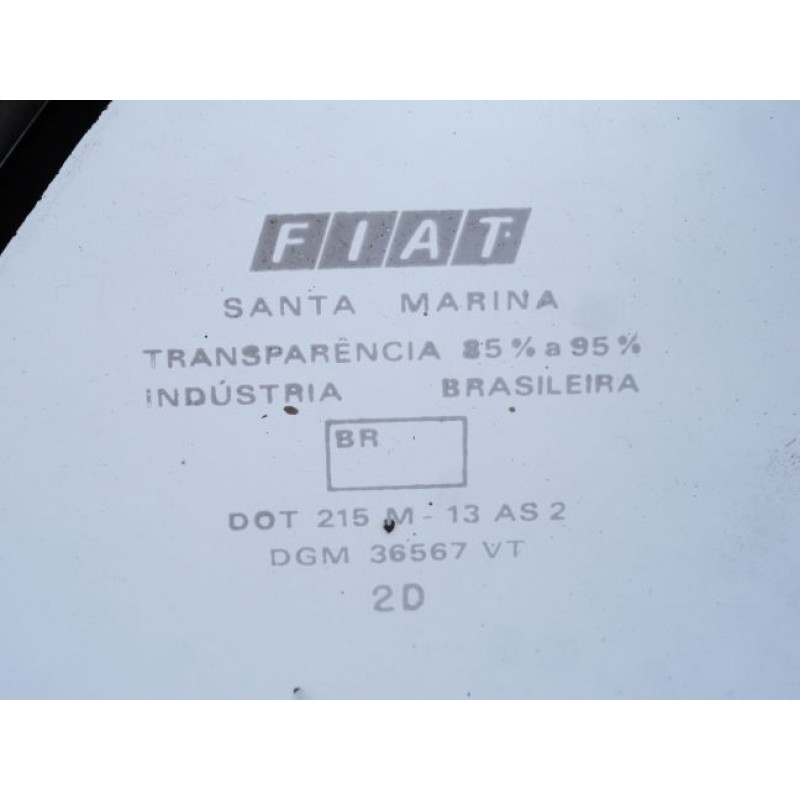 FIAT
SANTA MARINA
TRANSPARÊNCIA 85% a 95%
INDÚSTRIA BRASILEIRA
BR
DOT 215 M-13 AS 2
DGM 36567 VT
2D